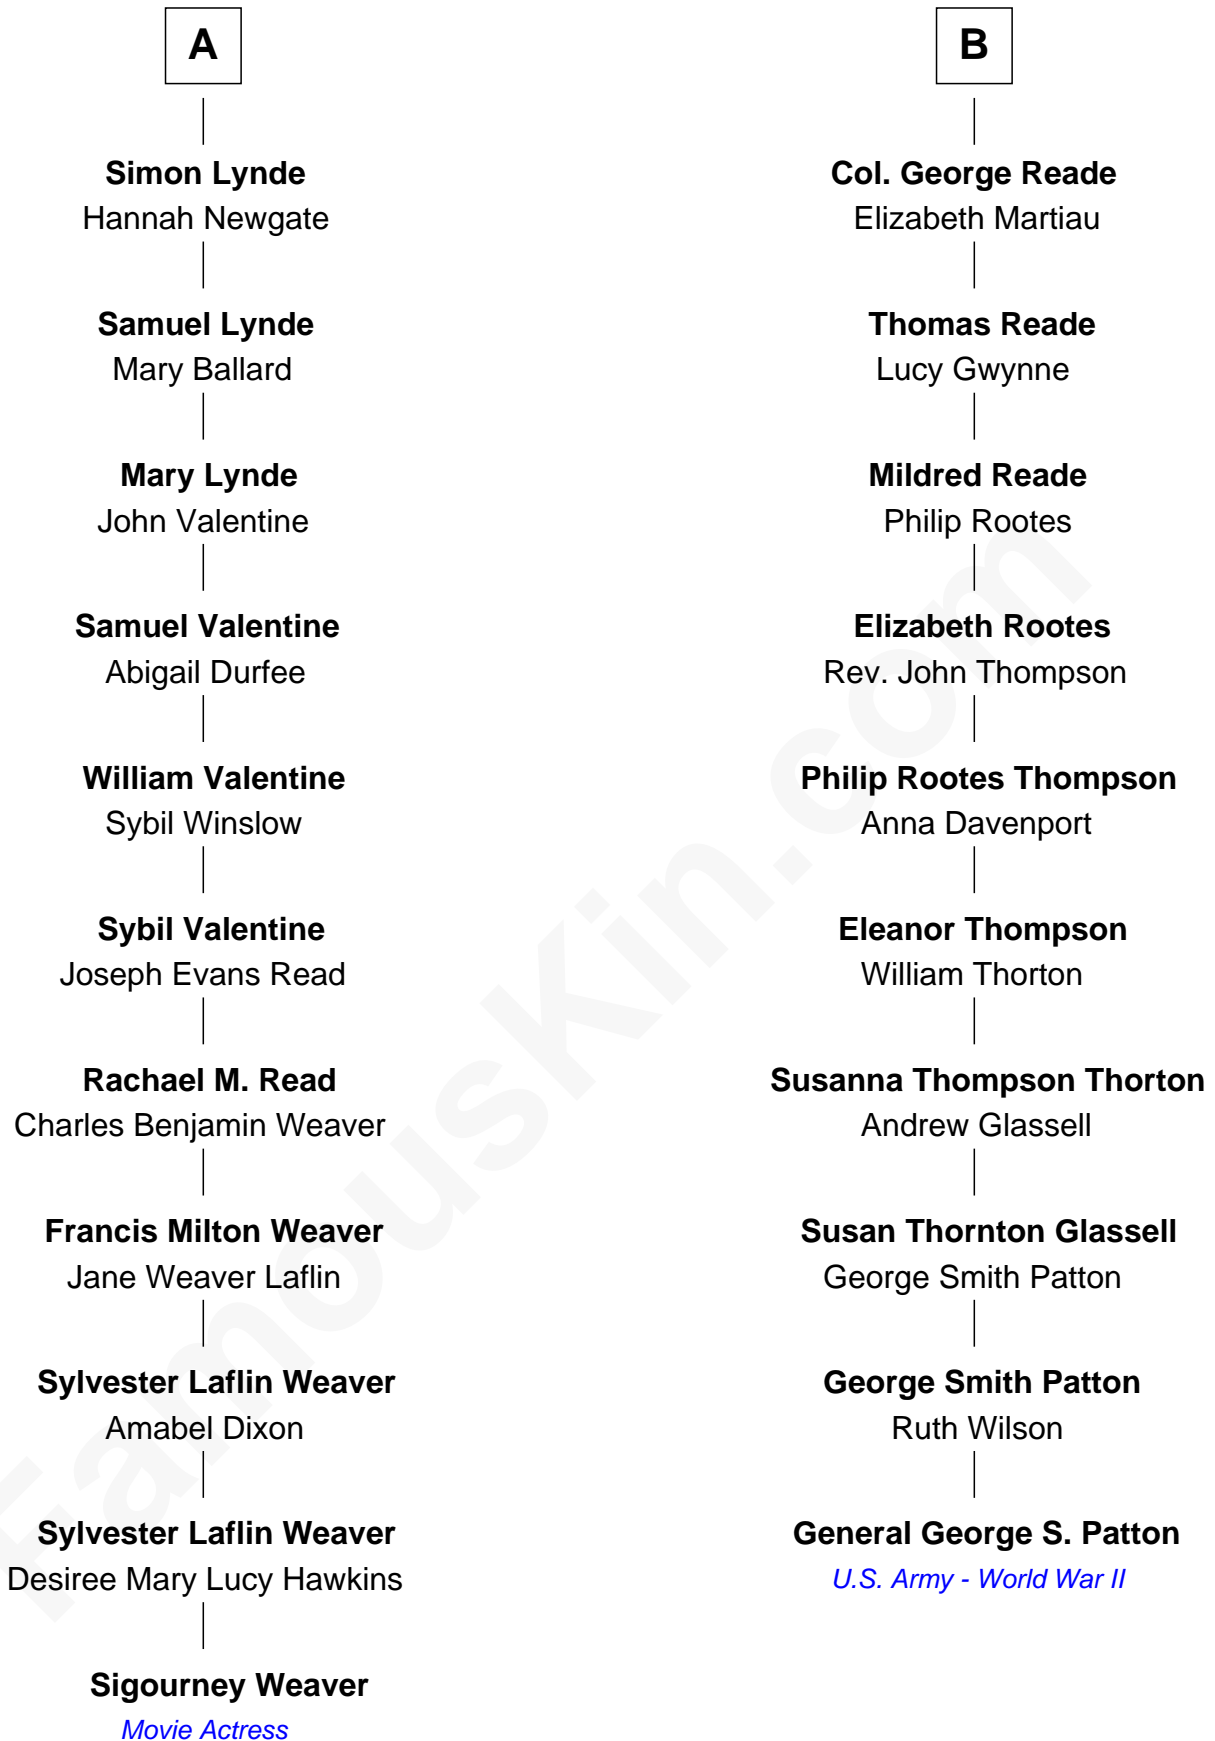 A
Simon Lynde
Hannah Newgate
Samuel Lynde
Mary Ballard
Mary Lynde
John Valentine
Samuel Valentine
Abigail Durfee
William Valentine
Sybil Winslow
Sybil Valentine
Joseph Evans Read
Rachael M. Read
Charles Benjamin Weaver
Francis Milton Weaver
Jane Weaver Laflin
Sylvester Laflin Weaver
Amabel Dixon
Sylvester Laflin Weaver
Desiree Mary Lucy Hawkins
Sigourney Weaver
Movie Actress
B
Col. George Reade
Elizabeth Martiau
Thomas Reade
Lucy Gwynne
Mildred Reade
Philip Rootes
Elizabeth Rootes
Rev. John Thompson
Philip Rootes Thompson
Anna Davenport
Eleanor Thompson
William Thorton
Susanna Thompson Thorton
Andrew Glassell
Susan Thornton Glassell
George Smith Patton
George Smith Patton
Ruth Wilson
General George S. Patton
U.S. Army - World War II
FamousKin.com